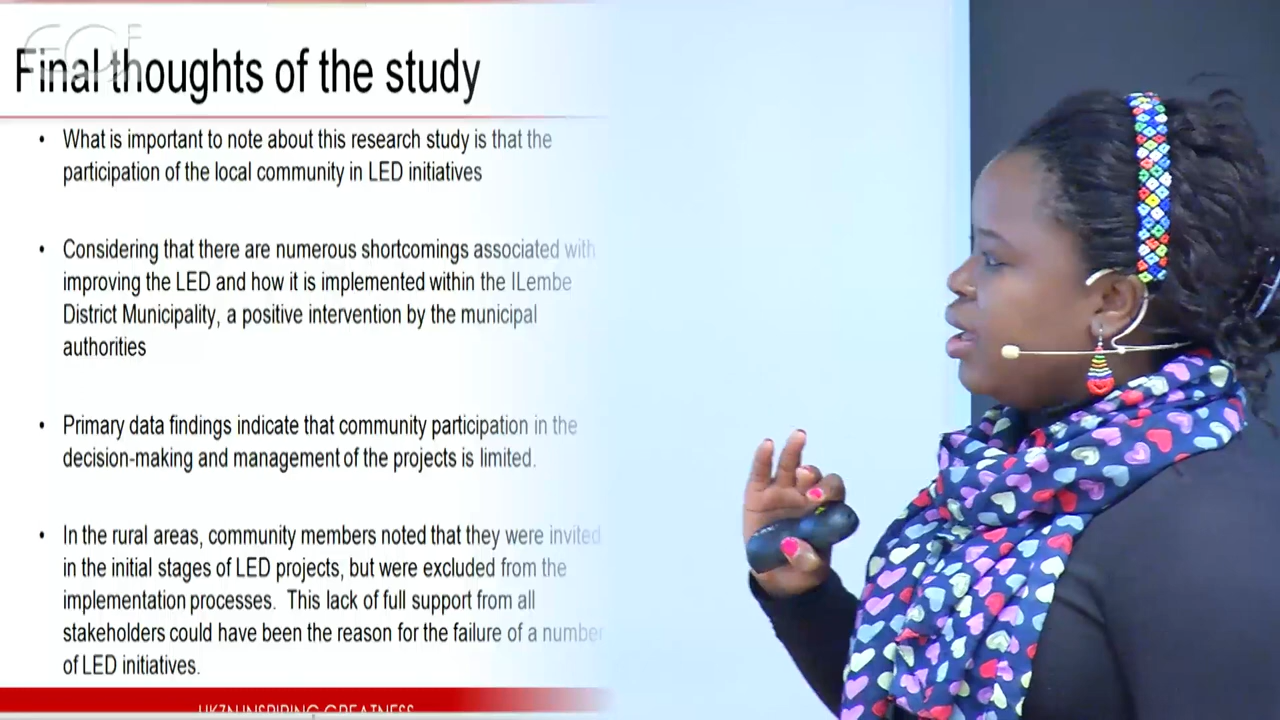 Final thoughts of the study
• What is important to note about this research study is that the
participation of the local community in LED initiatives
• Considering that there are numerous shortcomings associated with
improving the LED and how it is implemented within the ILembe
District Municipality, a positive intervention by the municipal
authorities
• Primary data findings indicate that community participation in the
decision-making and management of the projects is limited.
• In the rural areas, community members noted that they were invited
in the initial stages of LED projects, but were excluded from the
implementation processes. This lack of full support from all
stakeholders could have been the reason for the failure of a number
of LED initiatives.
UKZN INSPIRING GREATNESS